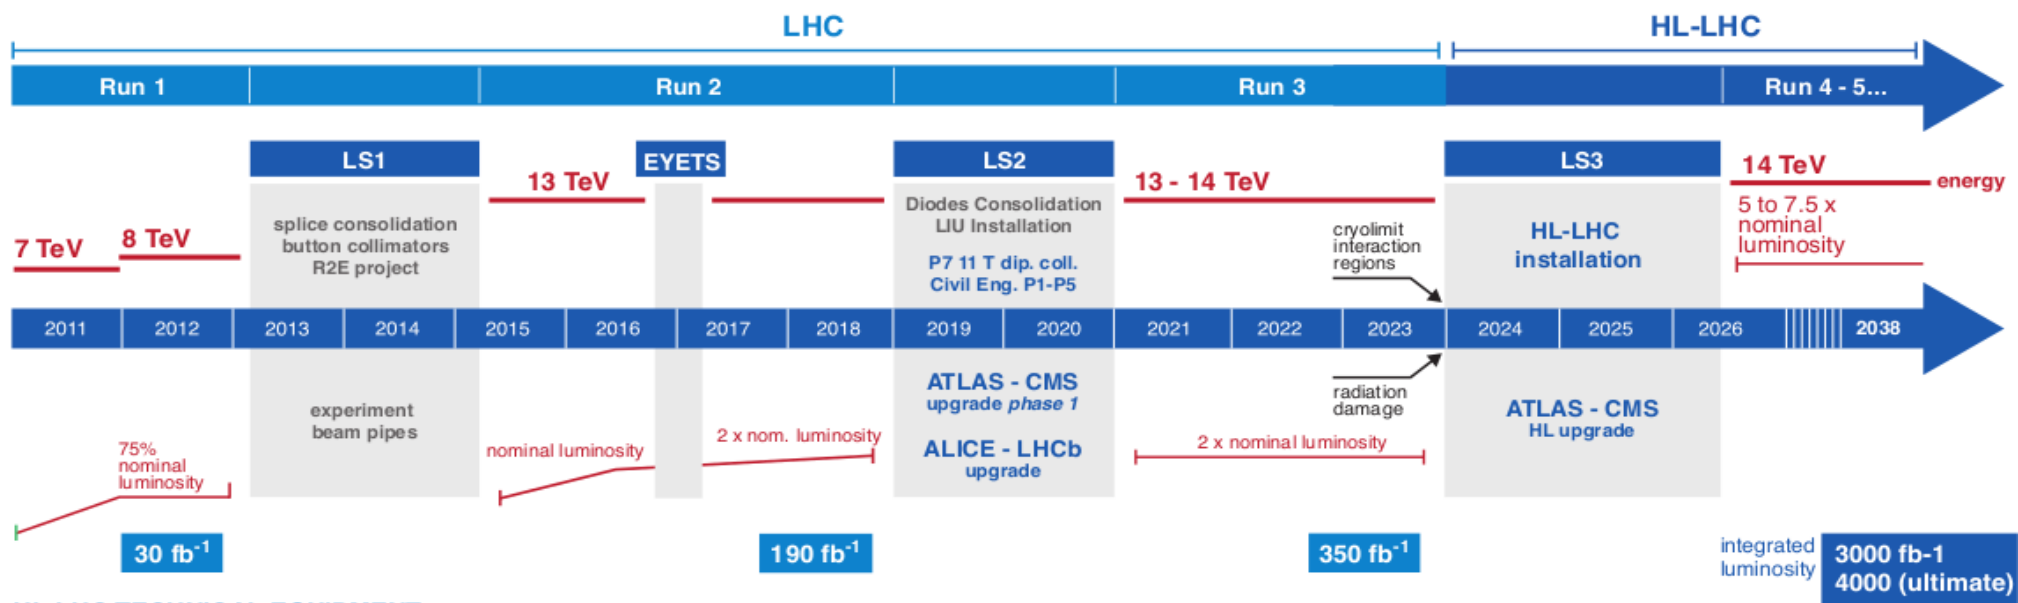 LHC
HL-LHC
Run 1
Run 2
Run 3
Run 4 - 5...
LS1
EYETS
LS2
LS3
13 TeV
13 - 14 TeV
14 TeV
energy
7 TeV
8 TeV
splice consolidation
button collimators
R2E project
Diodes Consolidation
LIU Installation
P7 11 T dip. coll.
Civil Eng. P1-P5
cryolimit
interaction
regions
HL-LHC
installation
5 to 7.5 x
nominal
luminosity
2011 2012 2013 2014 2015 2016 2017 2018 2019 2020 2021 2022 2023 2024 2025 2026 2038
75%
nominal
luminosity
experiment
beam pipes
nominal luminosity
2 x nom. luminosity
ATLAS - CMS
upgrade phase 1
ALICE - LHCb
upgrade
radiation
damage
2 x nominal luminosity
ATLAS - CMS
HL upgrade
30 fb⁻¹
190 fb⁻¹
350 fb⁻¹
integrated
luminosity
3000 fb-1
4000 (ultimate)